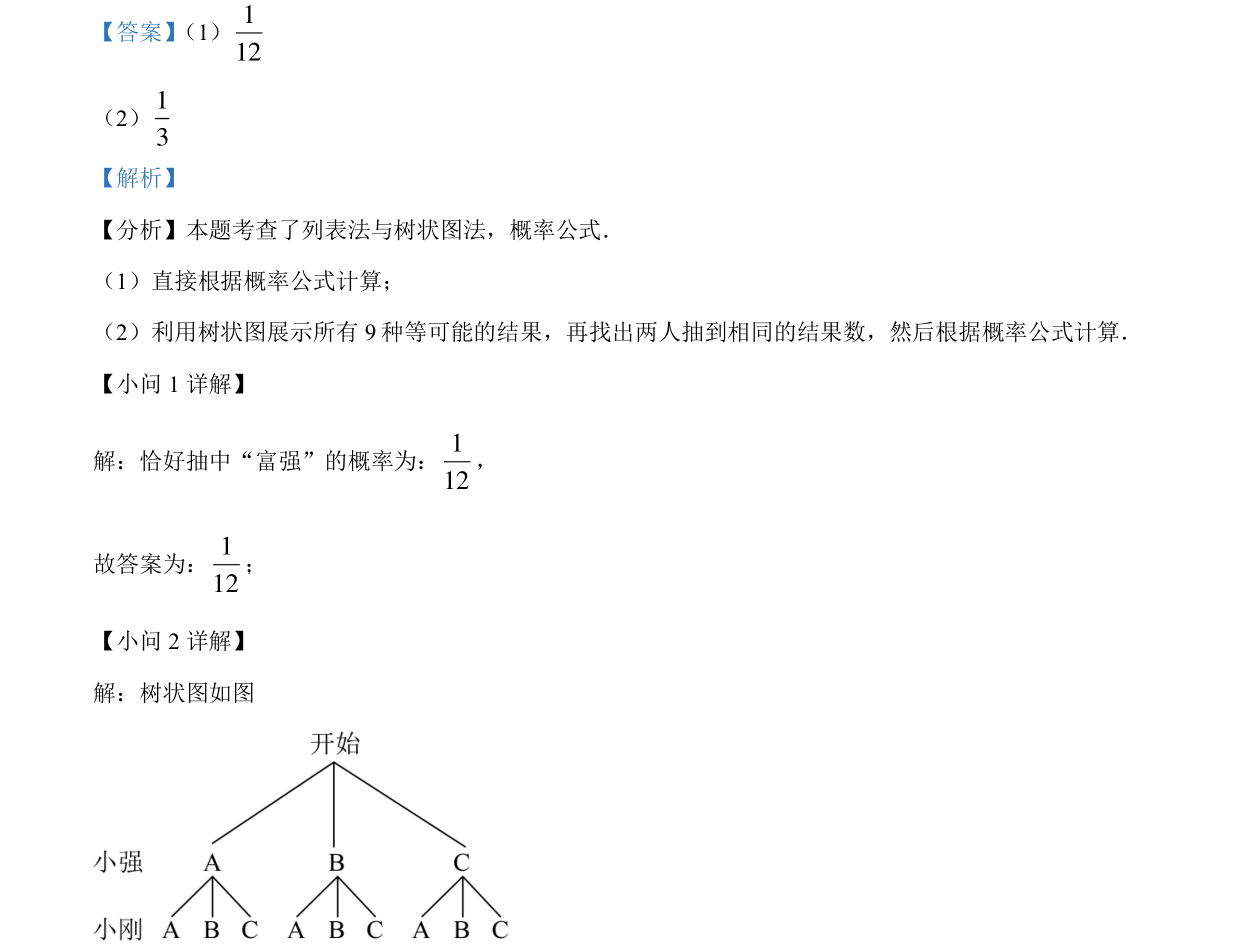 【答案】（1）1/12
（2）1/3
【解析】
【分析】本题考查了列表法与树状图法，概率公式．
（1）直接根据概率公式计算；
（2）利用树状图展示所有 9 种等可能的结果，再找出两人抽到相同的结果数，然后根据概率公式计算．
【小问 1 详解】
解：恰好抽中“富强”的概率为：1/12，
故答案为：1/12；
【小问 2 详解】
解：树状图如图
开始
小强 A B C
小刚 A B C A B C A B C